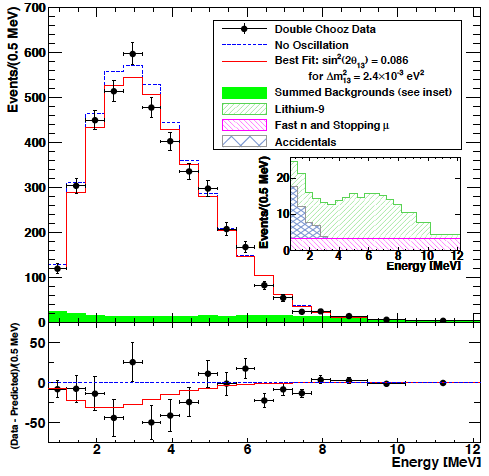 Events/(0.5 MeV)
700
600
500
400
300
200
100
0
Double Chooz Data
No Oscillation
Best Fit: sin²(2θ₁₃) = 0.086
for Δm²₁₃ = 2.4×10⁻³ eV²
Summed Backgrounds (see inset)
Lithium-9
Fast n and Stopping μ
Accidentals
Events/(0.5 MeV)
20
10
0
2 4 6 8 10 12
Energy [MeV]
(Data - Predicted)/(0.5 MeV)
50
0
-50
2 4 6 8 10 12
Energy [MeV]